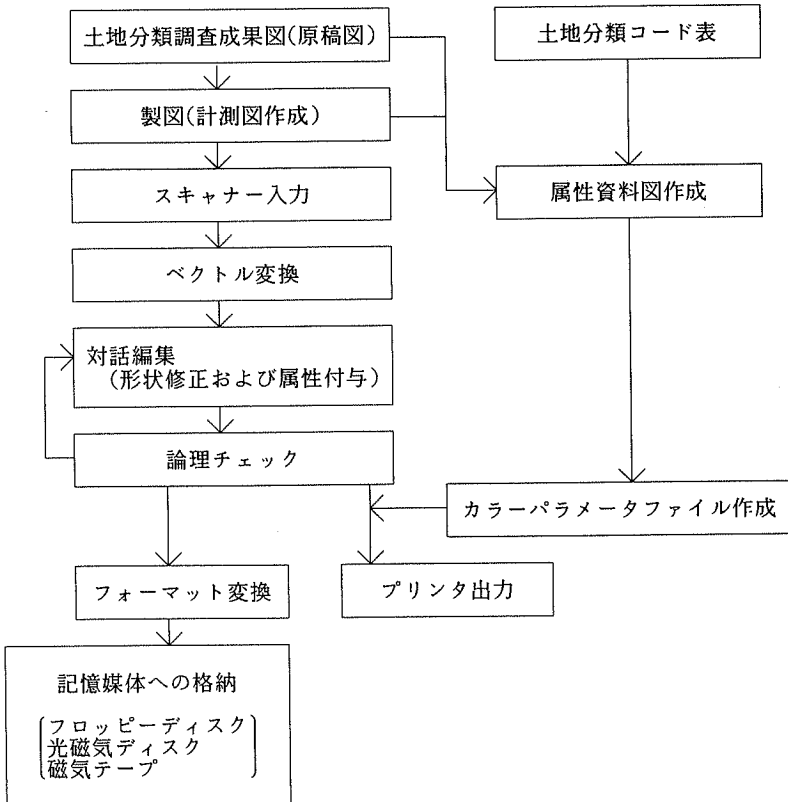 土地分類調査成果図(原稿図)
土地分類コード表
製図(計測図作成)
スキャナー入力
属性資料図作成
ベクトル変換
対話編集
(形状修正および属性付与)
論理チェック
カラーパラメータファイル作成
フォーマット変換
プリンタ出力
記憶媒体への格納
フロッピーディスク
光磁気ディスク
磁気テープ